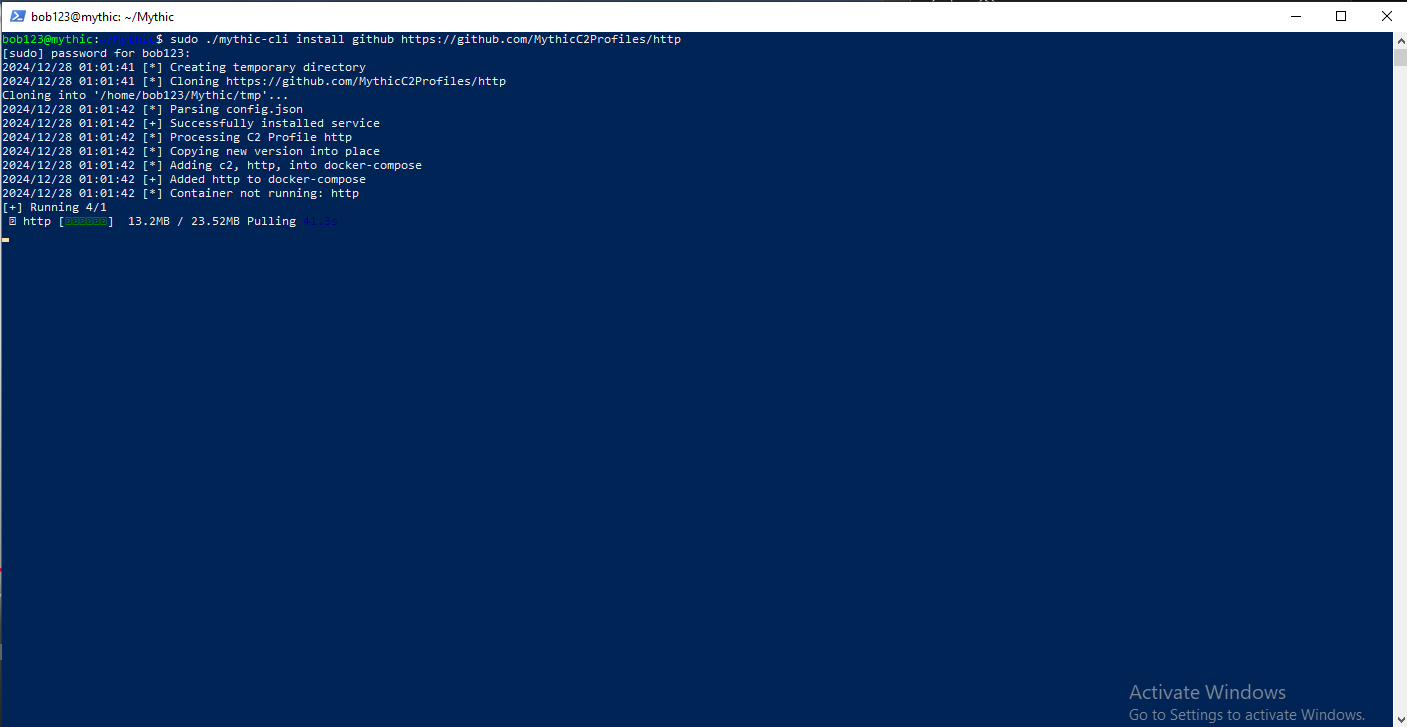 bob123@mythic: ~/Mythic
bob123@mythic:~/Mythic$ sudo ./mythic-cli install github https://github.com/MythicC2Profiles/http
[sudo] password for bob123:
2024/12/28 01:01:41 [*] Creating temporary directory
2024/12/28 01:01:41 [*] Cloning https://github.com/MythicC2Profiles/http
Cloning into '/home/bob123/Mythic/tmp'...
2024/12/28 01:01:42 [*] Parsing config.json
2024/12/28 01:01:42 [+] Successfully installed service
2024/12/28 01:01:42 [*] Processing C2 Profile http
2024/12/28 01:01:42 [*] Copying new version into place
2024/12/28 01:01:42 [*] Adding c2, http, into docker-compose
2024/12/28 01:01:42 [+] Added http to docker-compose
2024/12/28 01:01:42 [*] Container not running: http
[+] Running 4/1
http [] 13.2MB / 23.52MB Pulling 41.3s
Activate Windows
Go to Settings to activate Windows.